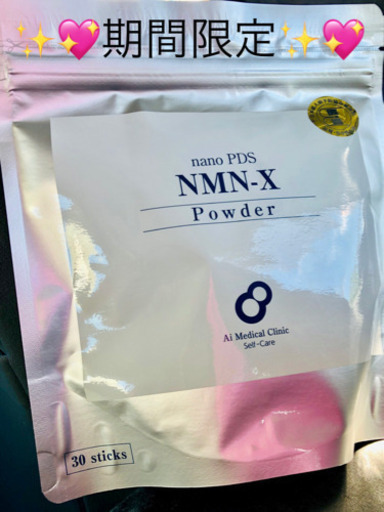 ✨💖期間限定✨💖
nano PDS
NMN-X
Powder
Ai Medical Clinic
Self-Care
30 sticks